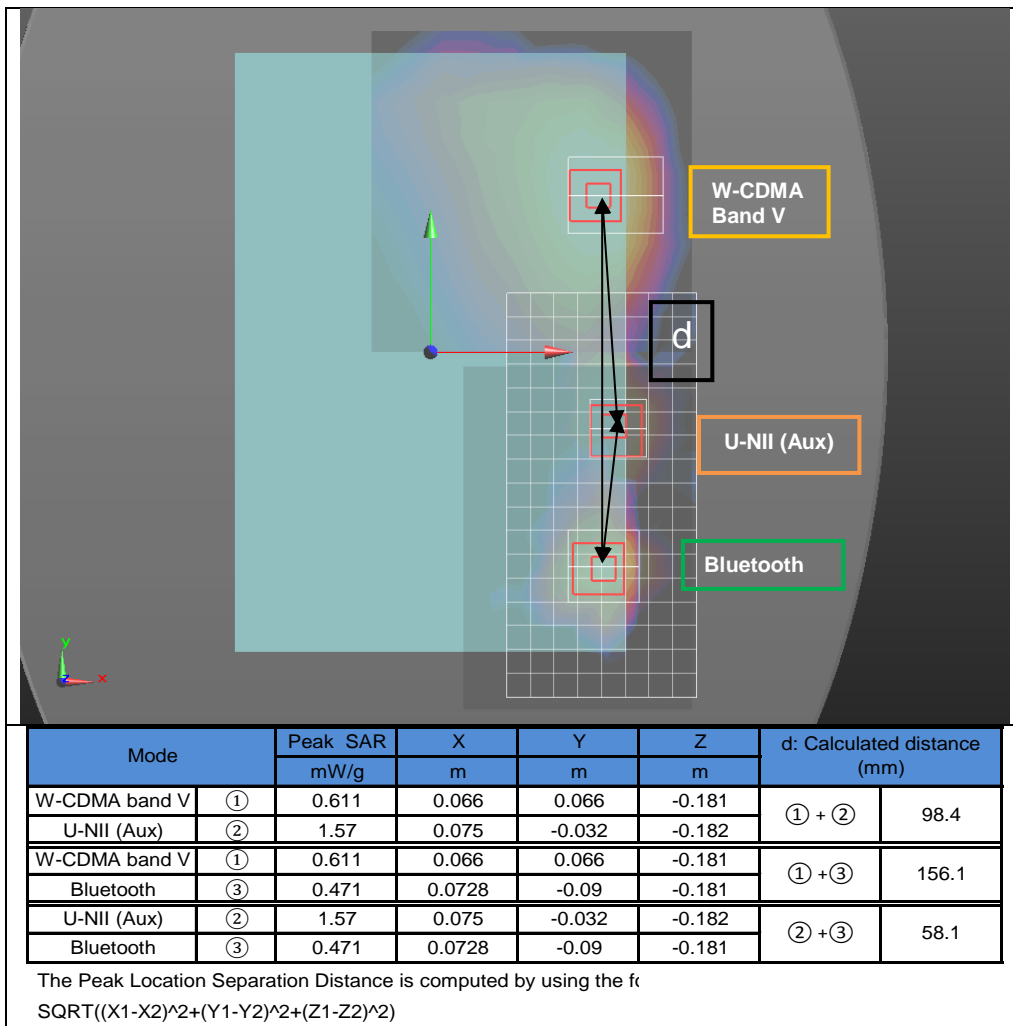 W-CDMA
Band V
d
U-NII (Aux)
Bluetooth
y
x
Mode Peak SAR X Y Z d: Calculated distance (mm)
mW/g m m m
W-CDMA band V ① 0.611 0.066 0.066 -0.181 ① + ② 98.4
U-NII (Aux) ② 1.57 0.075 -0.032 -0.182
W-CDMA band V ① 0.611 0.066 0.066 -0.181 ① +③ 156.1
Bluetooth ③ 0.471 0.0728 -0.09 -0.181
U-NII (Aux) ② 1.57 0.075 -0.032 -0.182 ② +③ 58.1
Bluetooth ③ 0.471 0.0728 -0.09 -0.181
The Peak Location Separation Distance is computed by using the
SQRT((X1-X2)^2+(Y1-Y2)^2+(Z1-Z2)^2)